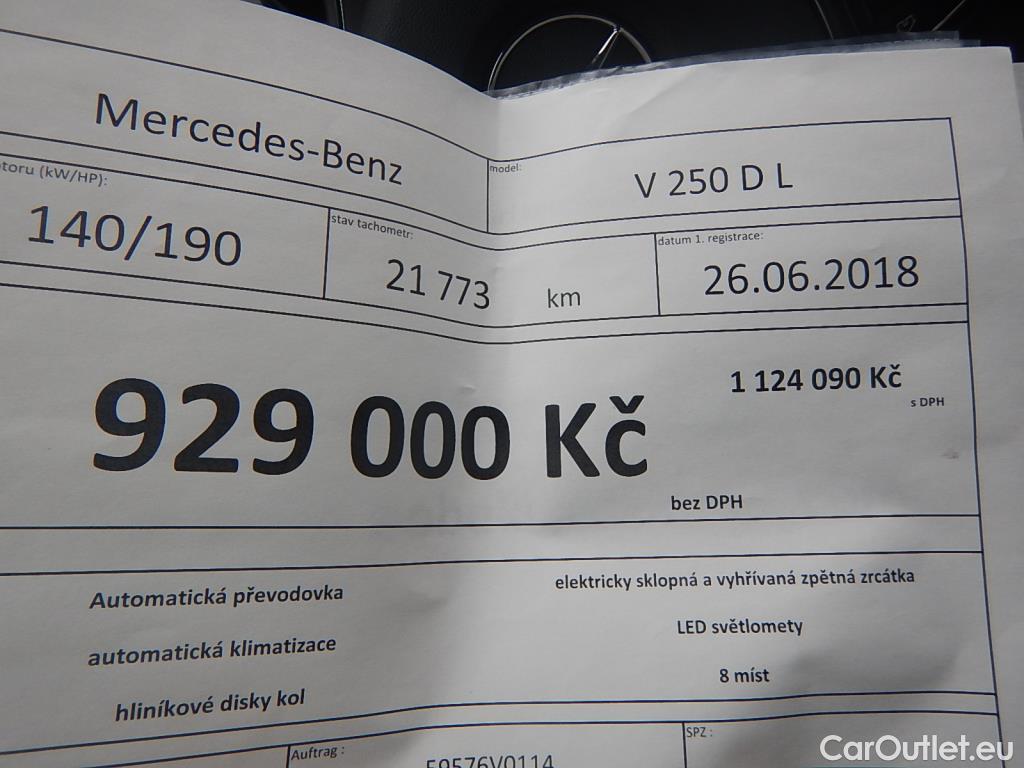 Mercedes-Benz
model:
V 250 D L
toru (kW/HP):
140/190
stav tachometr:
21 773 km
datum 1. registrace:
26.06.2018
929 000 Kč
bez DPH
1 124 090 Kč
s DPH
Automatická převodovka
automatická klimatizace
hliníkové disky kol
elektricky sklopná a vyhřívaná zpětná zrcátka
LED světlomety
8 míst
Auftrag :
SPZ :
CarOutlet.eu